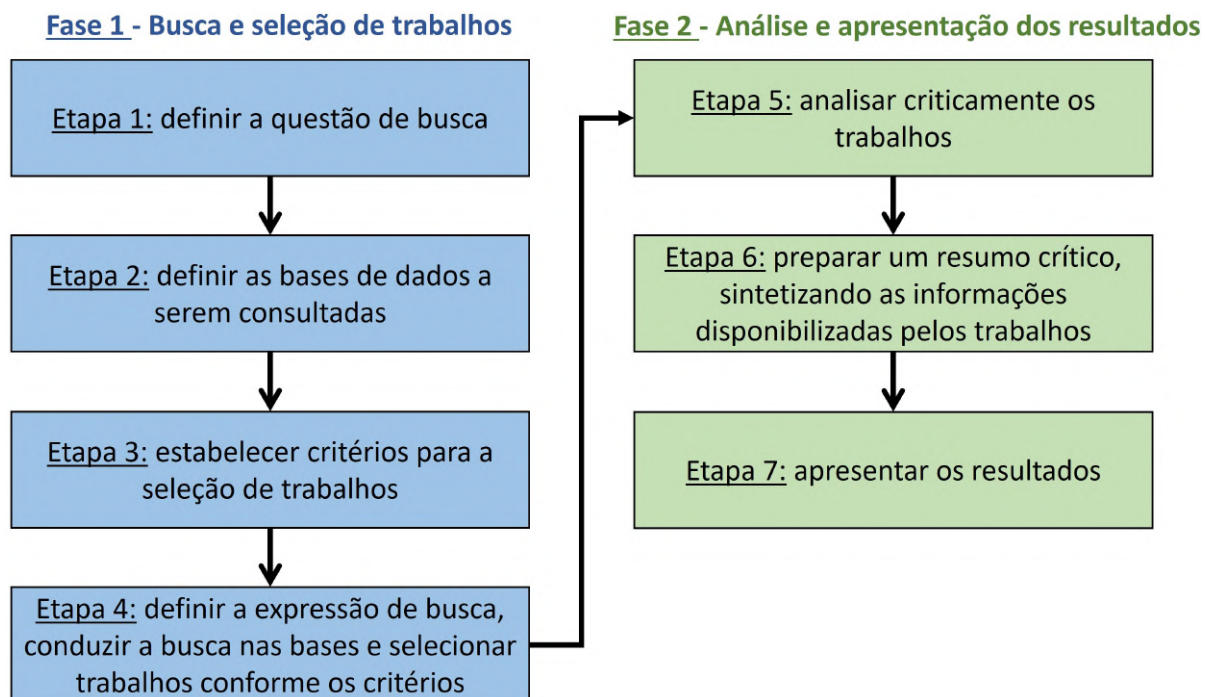 Fase 1 - Busca e seleção de trabalhos
Etapa 1: definir a questão de busca
Etapa 2: definir as bases de dados a
serem consultadas
Etapa 3: estabelecer critérios para a
seleção de trabalhos
Etapa 4: definir a expressão de busca,
conduzir a busca nas bases e selecionar
trabalhos conforme os critérios
Fase 2 - Análise e apresentação dos resultados
Etapa 5: analisar criticamente os
trabalhos
Etapa 6: preparar um resumo crítico,
sintetizando as informações
disponibilizadas pelos trabalhos
Etapa 7: apresentar os resultados